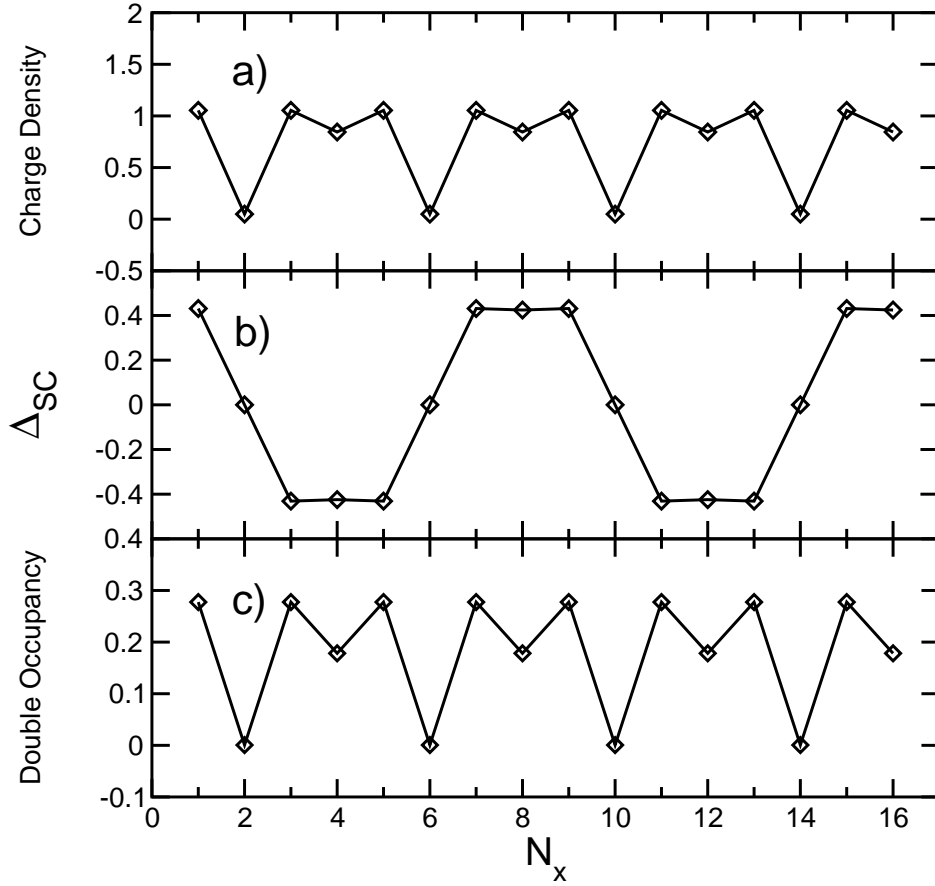 Charge Density
2
1.5
1
0.5
0
-0.5
a)
Δ_SC
0.4
0.2
0
-0.2
-0.4
b)
Double Occupancy
0.4
0.3
0.2
0.1
0
-0.1
c)
0 2 4 6 8 10 12 14 16
N_x